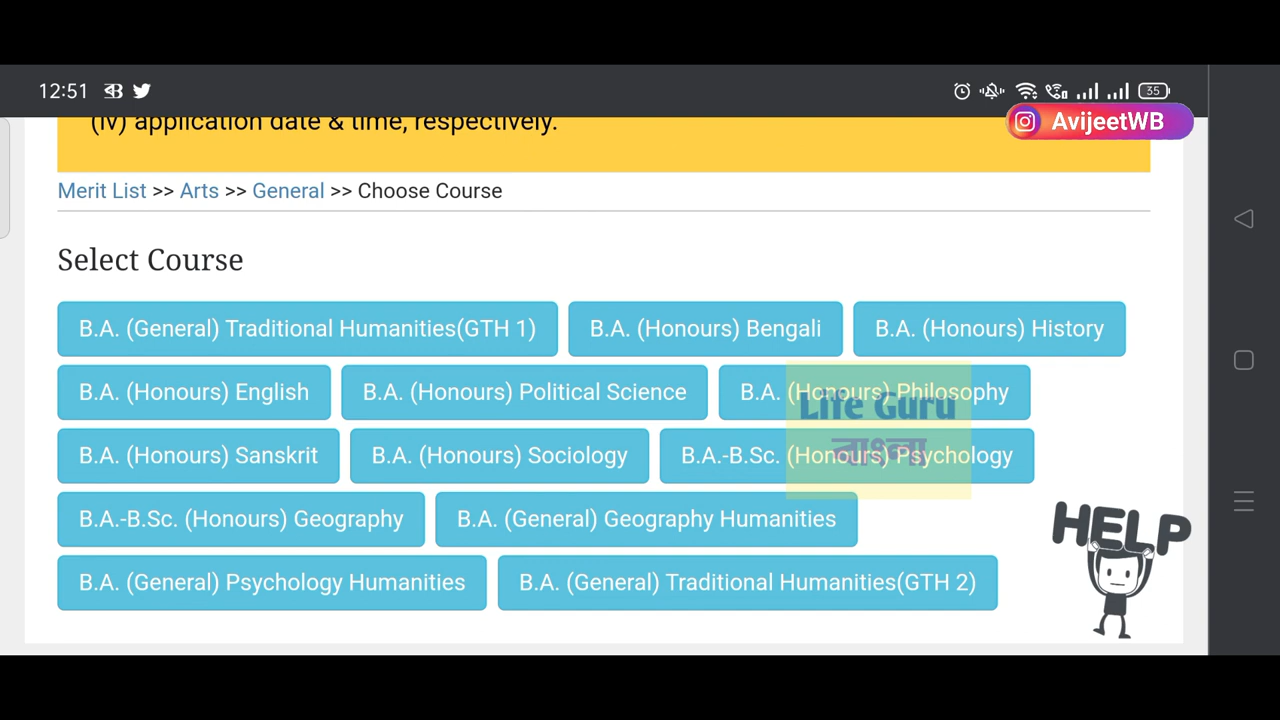 12:51
35
AvijeetWB
(iv) application date & time, respectively.
Merit List >> Arts >> General >> Choose Course
Select Course
B.A. (General) Traditional Humanities(GTH 1) B.A. (Honours) Bengali B.A. (Honours) History
B.A. (Honours) English B.A. (Honours) Political Science B.A. (Honours) Philosophy
Life Guru
B.A. (Honours) Sanskrit B.A. (Honours) Sociology B.A.-B.Sc. (Honours) Psychology
বাংলা
B.A.-B.Sc. (Honours) Geography B.A. (General) Geography Humanities
HELP
B.A. (General) Psychology Humanities B.A. (General) Traditional Humanities(GTH 2)